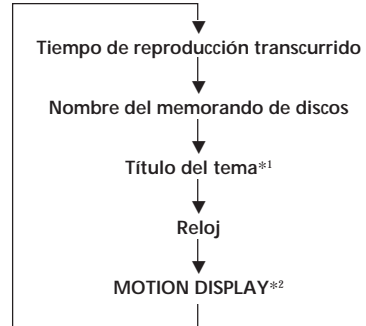 Tiempo de reproducción transcurrido
Nombre del memorando de discos
Título del tema*1
Reloj
MOTION DISPLAY*2